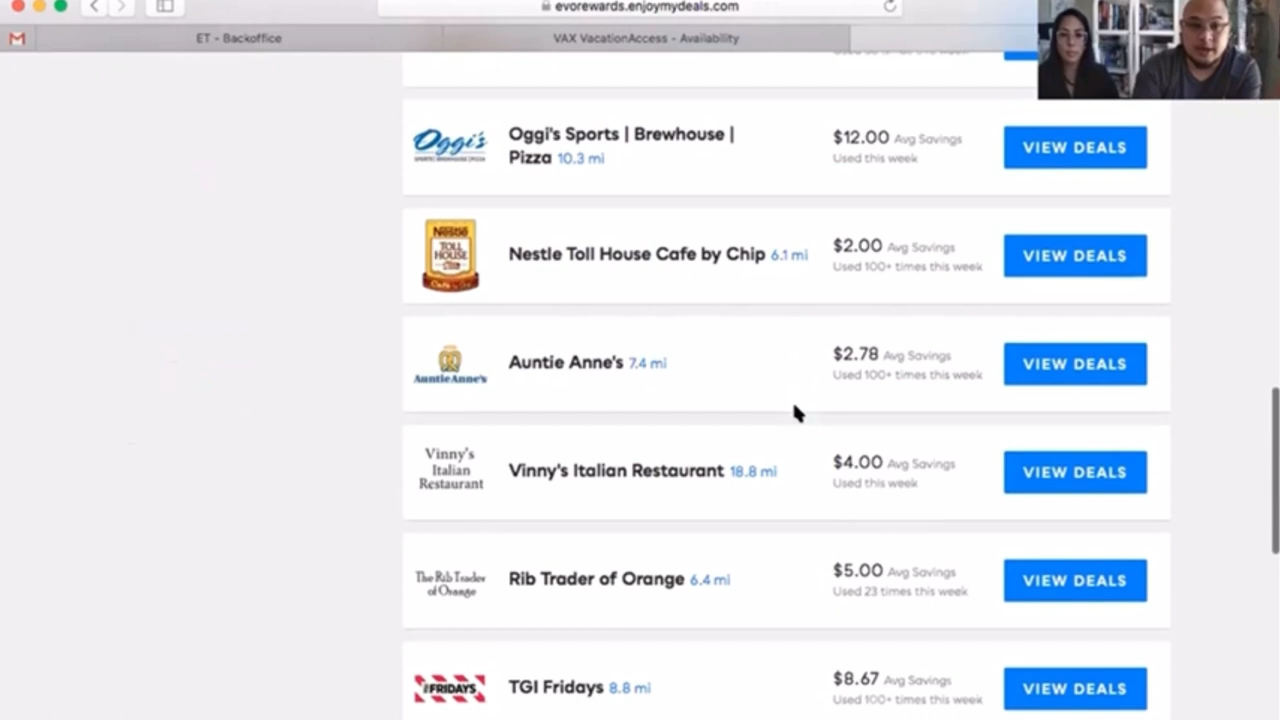 evorewards.enjoymydeals.com
ET - Backoffice
VAX VacationAccess - Availability
Oggi's
Oggi's Sports | Brewhouse |
Pizza 10.3 mi
$12.00 Avg Savings
Used this week
VIEW DEALS
Nestle
TOLL
HOUSE
Nestle Toll House Cafe by Chip 6.1 mi
$2.00 Avg Savings
Used 100+ times this week
VIEW DEALS
Auntie Anne's
Auntie Anne's 7.4 mi
$2.78 Avg Savings
Used 100+ times this week
VIEW DEALS
Vinny's
Italian
Restaurant
Vinny's Italian Restaurant 18.8 mi
$4.00 Avg Savings
Used this week
VIEW DEALS
The Rib Trader
of Orange
Rib Trader of Orange 6.4 mi
$5.00 Avg Savings
Used 23 times this week
VIEW DEALS
FRIDAYS
TGI Fridays 8.8 mi
$8.67 Avg Savings
Used 100+ times this week
VIEW DEALS